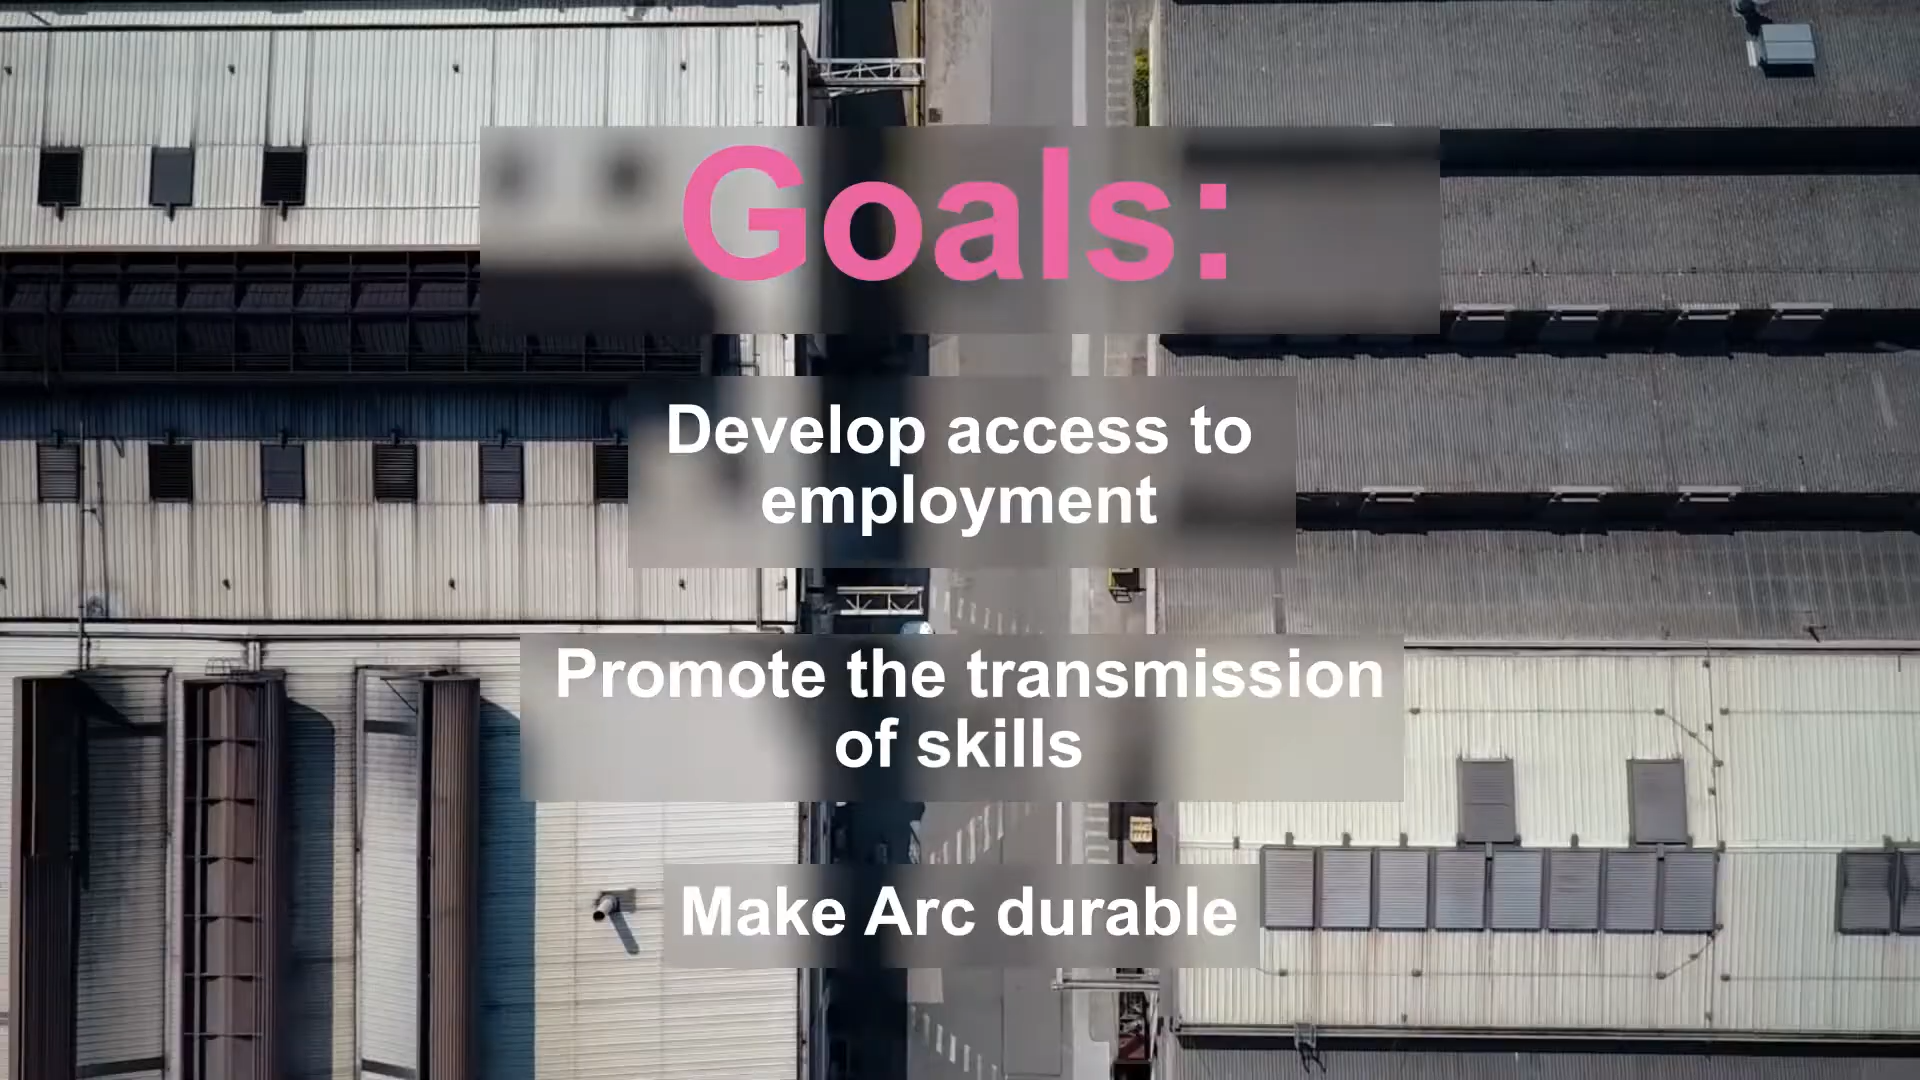 Goals:
Develop access to
employment
Promote the transmission
of skills
Make Arc durable